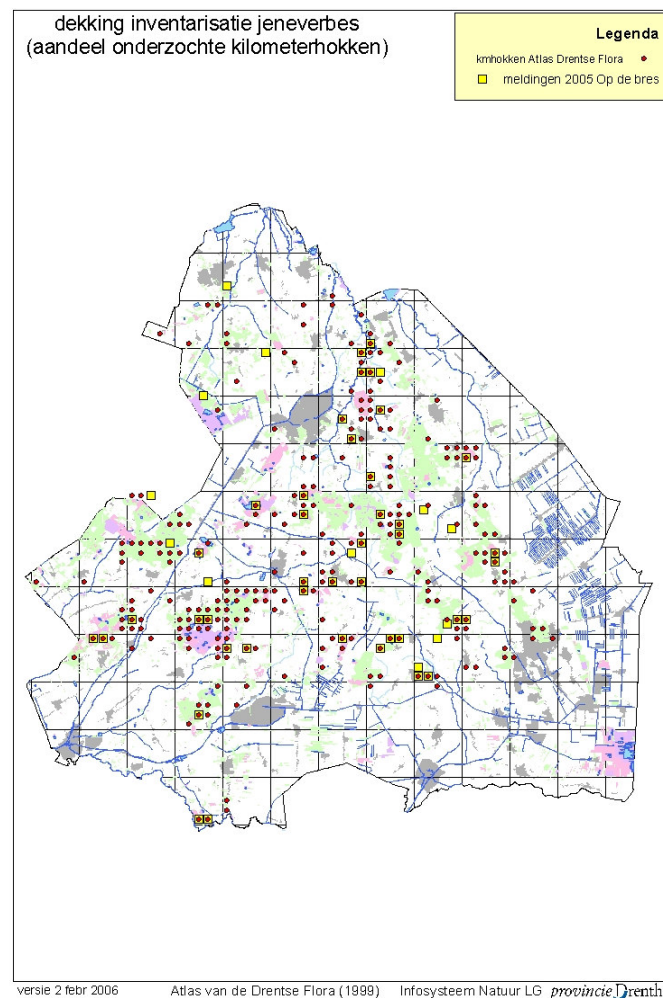 dekking inventarisatie jeneverbes
(aandeel onderzochte kilometerhokken)
Legenda
kmhokken Atlas Drentse Flora
meldingen 2005 Op de bres
versie 2 febr 2006 Atlas van de Drentse Flora (1999) Infosysteem Natuur LG provincie Drenth